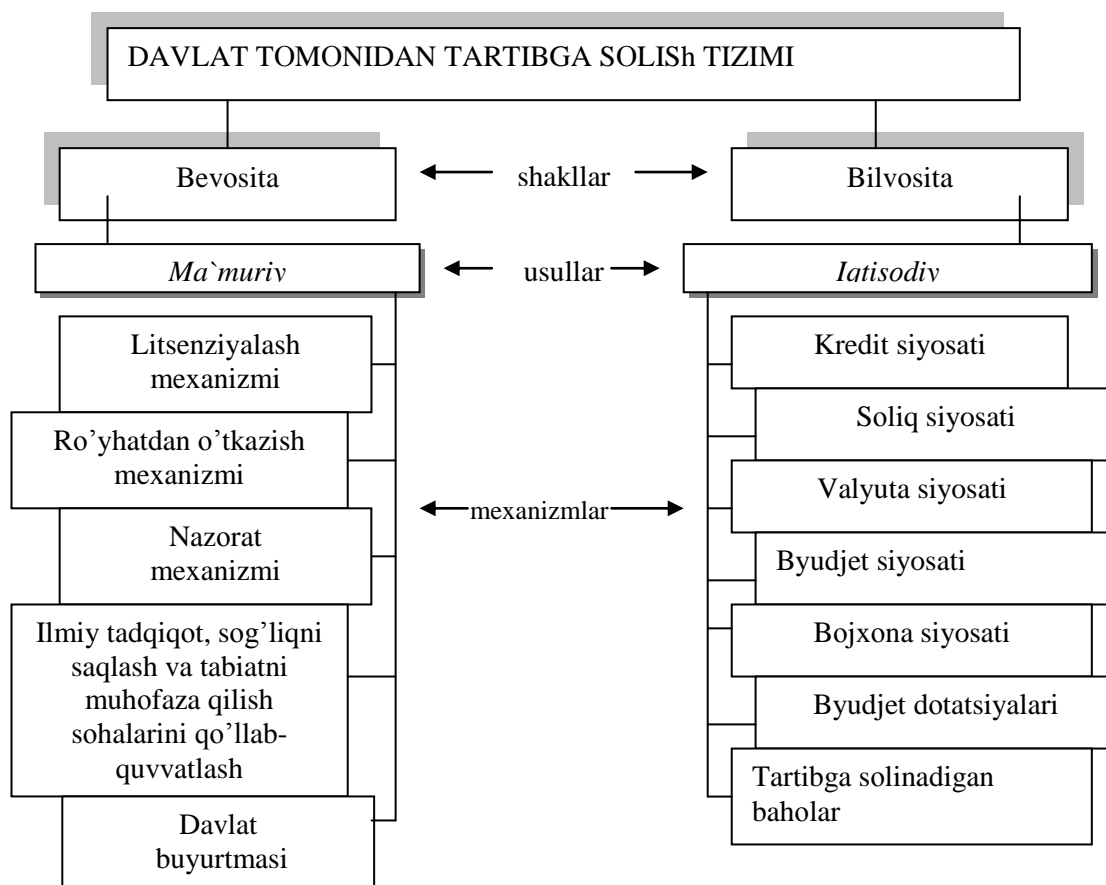 DAVLAT TOMONIDAN TARTIBGA SOLISh TIZIMI
Bevosita
shakllar
Bilvosita
Ma`muriy
usullar
Iqtisodiy
Litsenziyalash
mexanizmi
Ro’yhatdan o’tkazish
mexanizmi
Nazorat
mexanizmi
Ilmiy tadqiqot, sog’liqni
saqlash va tabiatni
muhofaza qilish
sohalarini qo’llab-
quvvatlash
Davlat
buyurtmasi
mexanizmlar
Kredit siyosati
Soliq siyosati
Valyuta siyosati
Byudjet siyosati
Bojxona siyosati
Byudjet dotatsiyalari
Tartibga solinadigan
baholar